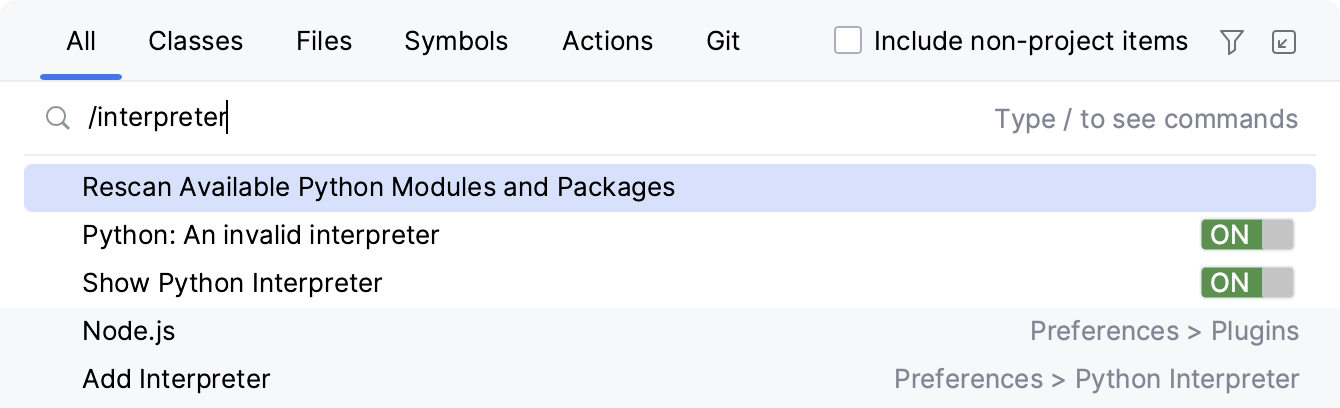 All Classes Files Symbols Actions Git Include non-project items
/interpreter Type / to see commands
Rescan Available Python Modules and Packages
Python: An invalid interpreter ON
Show Python Interpreter ON
Node.js Preferences > Plugins
Add Interpreter Preferences > Python Interpreter